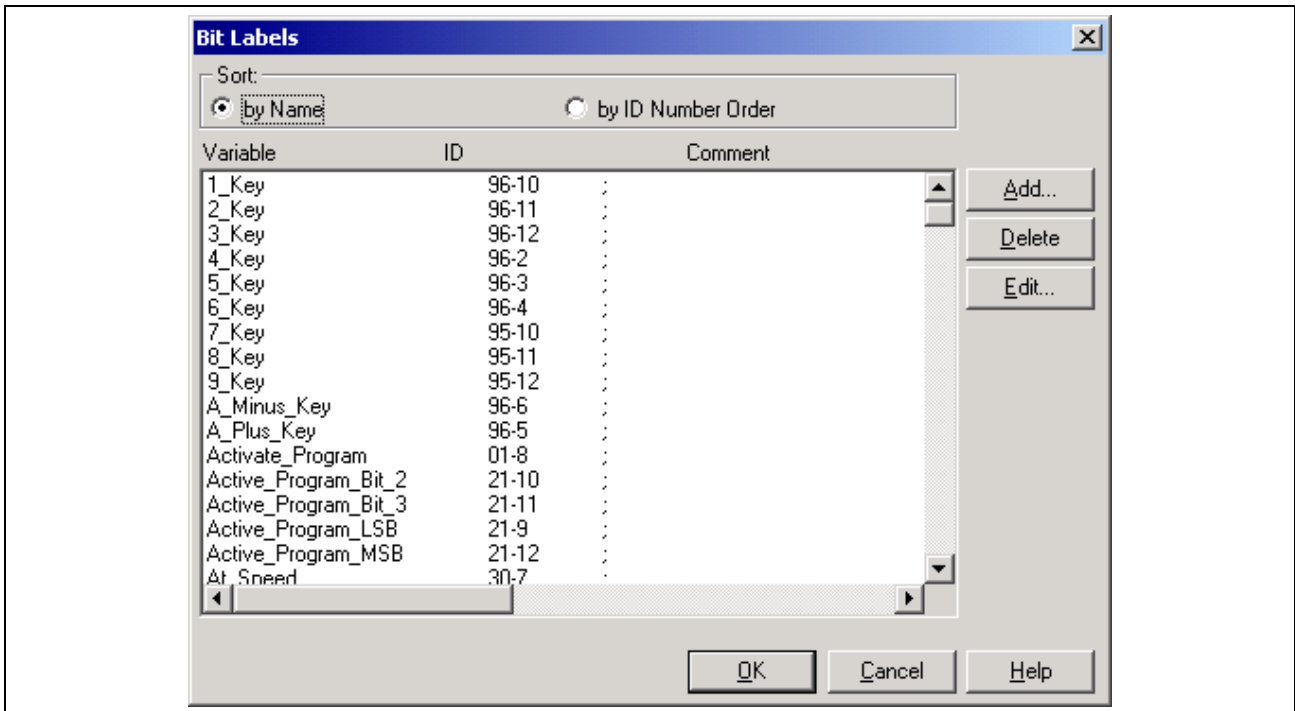 Bit Labels
Sort:
by Name by ID Number Order
Variable ID Comment
1_Key 96-10 ;
2_Key 96-11 ;
3_Key 96-12 ;
4_Key 96-2 ;
5_Key 96-3 ;
6_Key 96-4 ;
7_Key 95-10 ;
8_Key 95-11 ;
9_Key 95-12 ;
A_Minus_Key 96-6 ;
A_Plus_Key 96-5 ;
Activate_Program 01-8 ;
Active_Program_Bit_2 21-10 ;
Active_Program_Bit_3 21-11 ;
Active_Program_LSB 21-9 ;
Active_Program_MSB 21-12 ;
At_Speed 30-7 ;
Add...
Delete
Edit...
OK Cancel Help